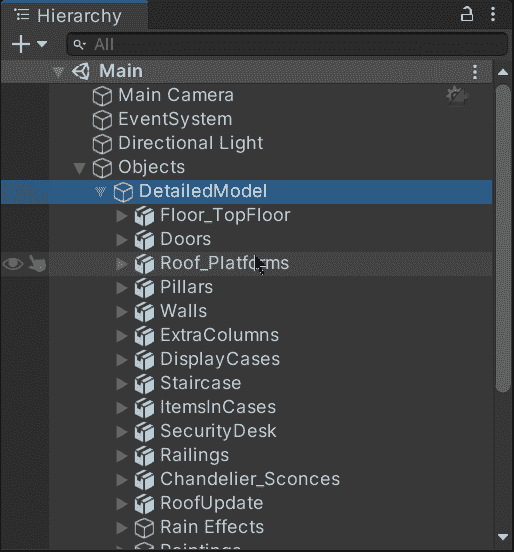 Hierarchy
All
Main
Main Camera
EventSystem
Directional Light
Objects
DetailedModel
Floor_TopFloor
Doors
Roof_Platforms
Pillars
Walls
ExtraColumns
DisplayCases
Staircase
ItemsInCases
SecurityDesk
Railings
Chandelier_Sconces
RoofUpdate
Rain Effects
Paintings